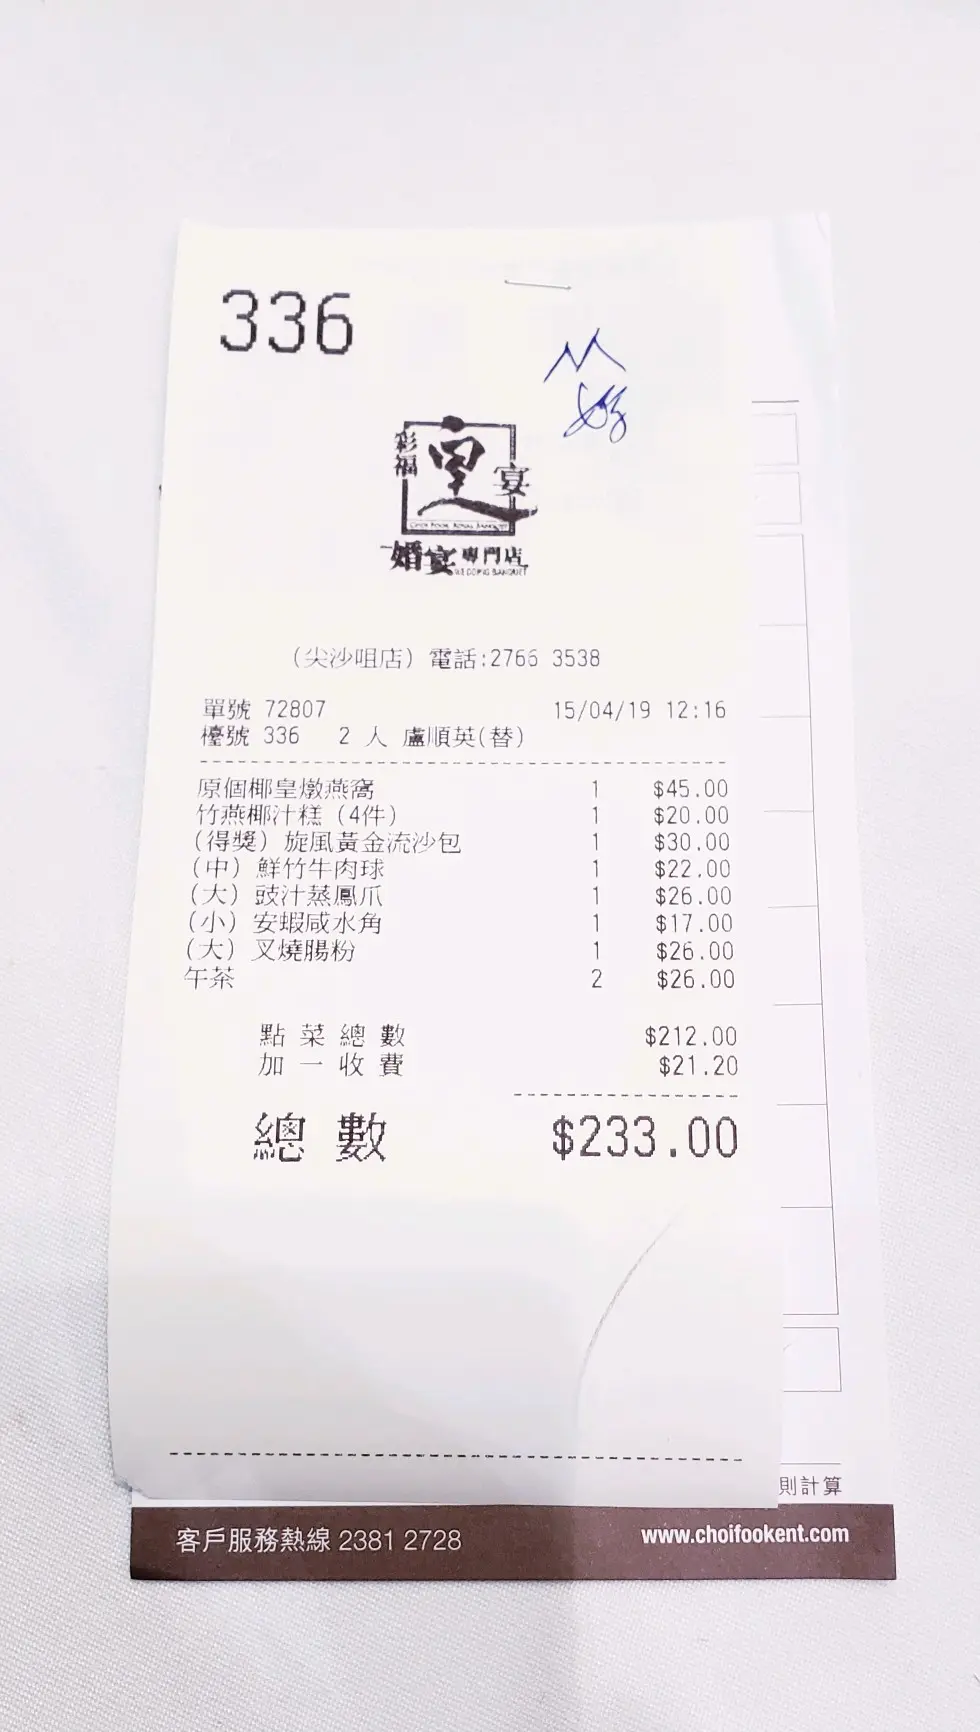 336
彩福
皇
宴
CHOI FOOK ROYAL BANQUET
婚宴專門店
WEDDING BANQUET
(尖沙咀店) 電話:2766 3538
單號 72807 15/04/19 12:16
檯號 336 2 人 盧順英(替)
原個椰皇燉燕窩 1 $45.00
竹燕椰汁糕 (4件) 1 $20.00
(得獎) 旋風黃金流沙包 1 $30.00
(中) 鮮竹牛肉球 1 $22.00
(大) 豉汁蒸鳳爪 1 $26.00
(小) 安蝦咸水角 1 $17.00
(大) 叉燒腸粉 1 $26.00
午茶 2 $26.00
點菜總數 $212.00
加一收費 $21.20
總數 $233.00
則計算
客戶服務熱線 2381 2728 www.choifookent.com